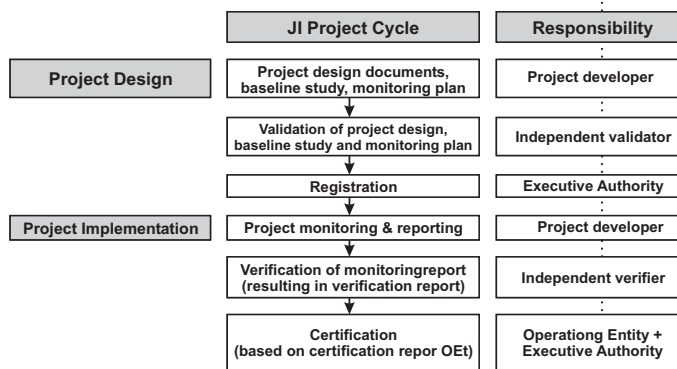 JI Project Cycle
Responsibility
Project Design
Project design documents,
baseline study, monitoring plan
Project developer
Validation of project design,
baseline study and monitoring plan
Independent validator
Registration
Executive Authority
Project Implementation
Project monitoring & reporting
Project developer
Verification of monitoringreport
(resulting in verification report)
Independent verifier
Certification
(based on certification repor OEt)
Operationg Entity +
Executive Authority